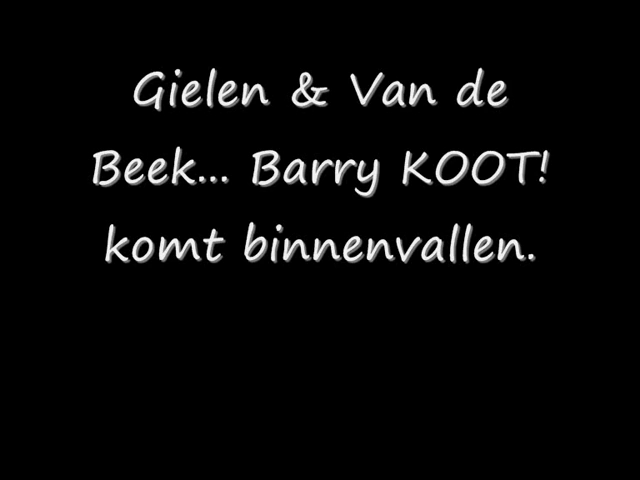 Gielen & Van de
Beek... Barry KOOT!
komt binnenvallen.